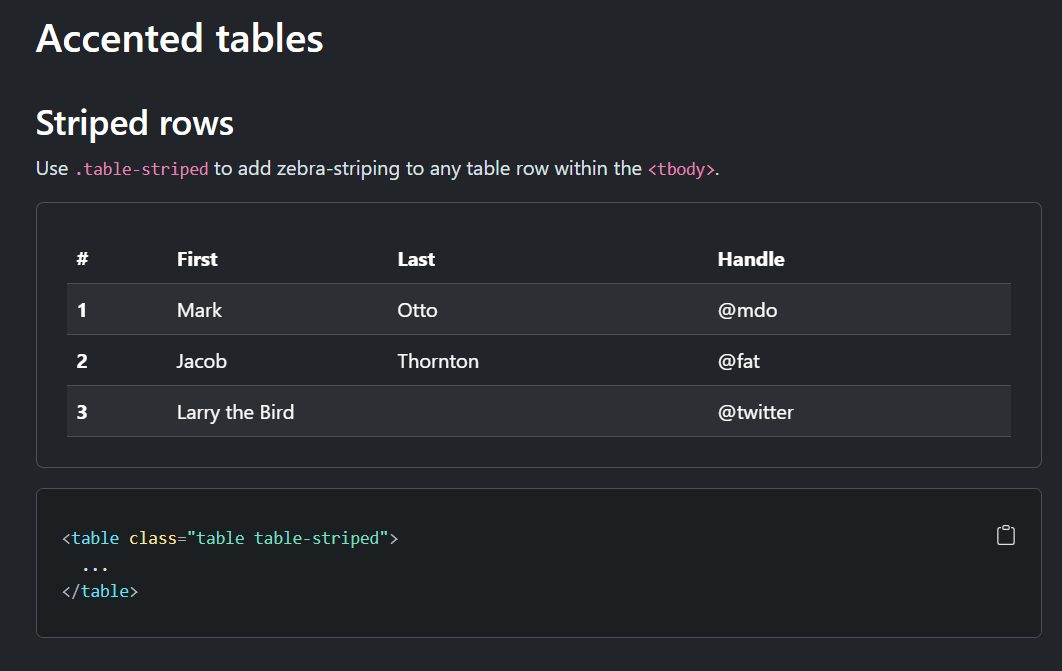 Accented tables
Striped rows
Use .table-striped to add zebra-striping to any table row within the <tbody>.
# First Last Handle
1 Mark Otto @mdo
2 Jacob Thornton @fat
3 Larry the Bird @twitter
<table class="table table-striped">
...
</table>